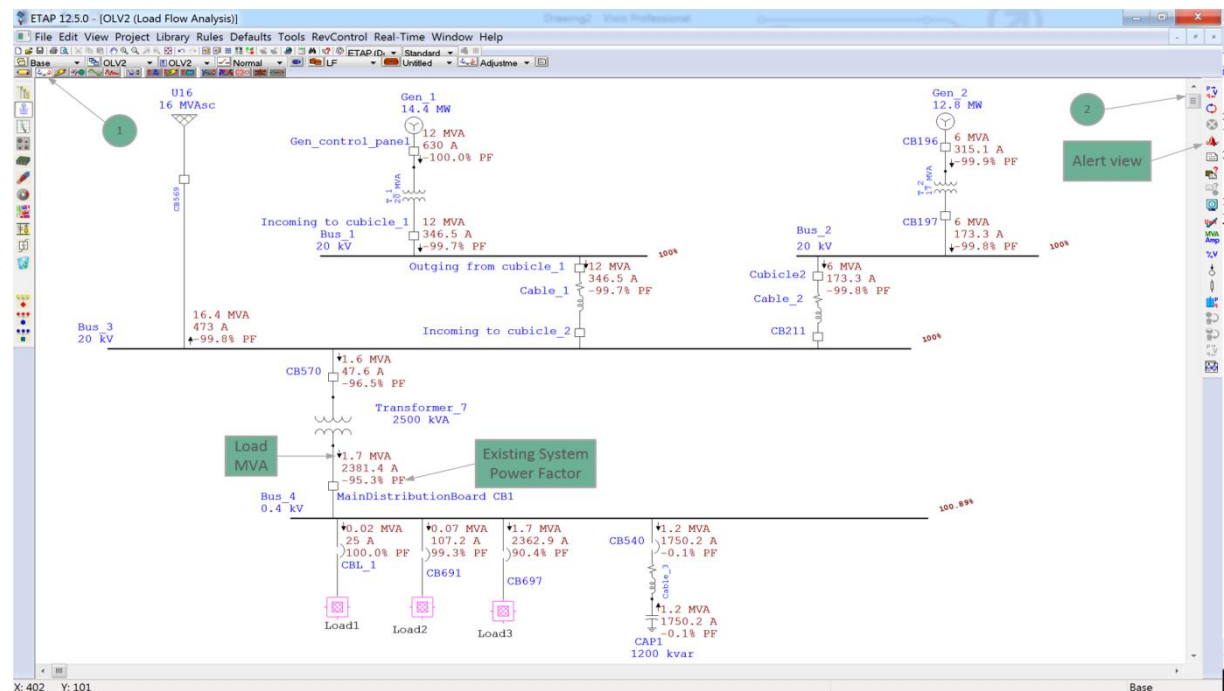 ETAP 12.5.0 - [OLV2 (Load Flow Analysis)]
Drawing2 Visio Professional
File Edit View Project Library Rules Defaults Tools RevControl Real-Time Window Help
ETAP (D Standard
Base OLV2 OLV2 Normal LF Untitled Adjustme
1
U16
16 MVAsc
CB569
16.4 MVA
473 A
-99.8% PF
Gen_1
14.4 MW
Gen_control_panel
12 MVA
630 A
-100.0% PF
T_1
20 MVA
Incoming to cubicle_1
12 MVA
346.5 A
-99.7% PF
Bus_1
20 kV
100%
Outging from cubicle_1
12 MVA
346.5 A
-99.7% PF
Cable_1
Incoming to cubicle_2
Gen_2
12.8 MW
CB196
6 MVA
315.1 A
-99.9% PF
T_2
17 MVA
CB197
6 MVA
173.3 A
-99.8% PF
Bus_2
20 kV
100%
Cubicle2
6 MVA
173.3 A
-99.8% PF
Cable_2
CB211
2
Alert view
MVA
Amp
%,V
Bus_3
20 kV
100%
CB570
1.6 MVA
47.6 A
-96.5% PF
Transformer_7
2500 kVA
Load
MVA
1.7 MVA
2381.4 A
-95.3% PF
Existing System
Power Factor
Bus_4
0.4 kV
MainDistributionBoard CB1
100.89%
0.02 MVA
25 A
100.0% PF
CBL_1
Load1
0.07 MVA
107.2 A
99.3% PF
CB691
Load2
1.7 MVA
2362.9 A
90.4% PF
CB697
Load3
CB540
1.2 MVA
1750.2 A
-0.1% PF
Cable_3
1.2 MVA
1750.2 A
-0.1% PF
CAP1
1200 kvar
X: 402 Y: 101
Base